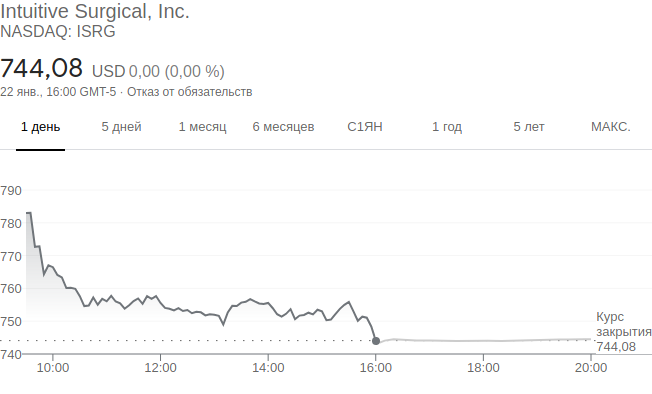 Intuitive Surgical, Inc.
NASDAQ: ISRG
744,08 USD 0,00 (0,00 %)
22 янв., 16:00 GMT-5 · Отказ от обязательств
1 день 5 дней 1 месяц 6 месяцев С1ЯН 1 год 5 лет МАКС.
790
780
770
760
750
740
Курс
закрытия
744,08
10:00 12:00 14:00 16:00 18:00 20:00